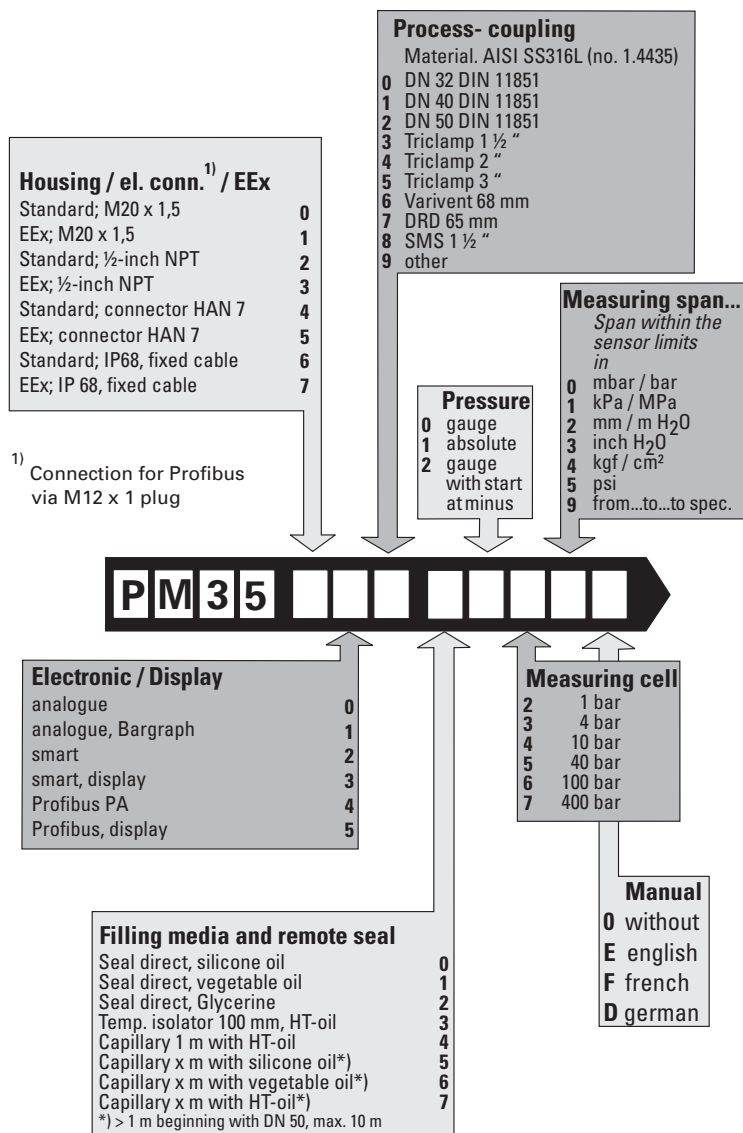 Process- coupling
Material. AISI SS316L (no. 1.4435)
0 DN 32 DIN 11851
1 DN 40 DIN 11851
2 DN 50 DIN 11851
3 Triclamp 1 ½ “
4 Triclamp 2 “
5 Triclamp 3 “
6 Varivent 68 mm
7 DRD 65 mm
8 SMS 1 ½ “
9 other
Housing / el. conn.1) / EEx
Standard; M20 x 1,5 0
EEx; M20 x 1,5 1
Standard; ½-inch NPT 2
EEx; ½-inch NPT 3
Standard; connector HAN 7 4
EEx; connector HAN 7 5
Standard; IP68, fixed cable 6
EEx; IP 68, fixed cable 7
1) Connection for Profibus
via M12 x 1 plug
Pressure
0 gauge
1 absolute
2 gauge
with start
at minus
Measuring span...
Span within the
sensor limits
in
0 mbar / bar
1 kPa / MPa
2 mm / m H2O
3 inch H2O
4 kgf / cm²
5 psi
9 from...to...to spec.
PM35
Electronic / Display
analogue 0
analogue, Bargraph 1
smart 2
smart, display 3
Profibus PA 4
Profibus, display 5
Measuring cell
2 1 bar
3 4 bar
4 10 bar
5 40 bar
6 100 bar
7 400 bar
Filling media and remote seal
Seal direct, silicone oil 0
Seal direct, vegetable oil 1
Seal direct, Glycerine 2
Temp. isolator 100 mm, HT-oil 3
Capillary 1 m with HT-oil 4
Capillary x m with silicone oil*) 5
Capillary x m with vegetable oil*) 6
Capillary x m with HT-oil*) 7
*) > 1 m beginning with DN 50, max. 10 m
Manual
0 without
E english
F french
D german